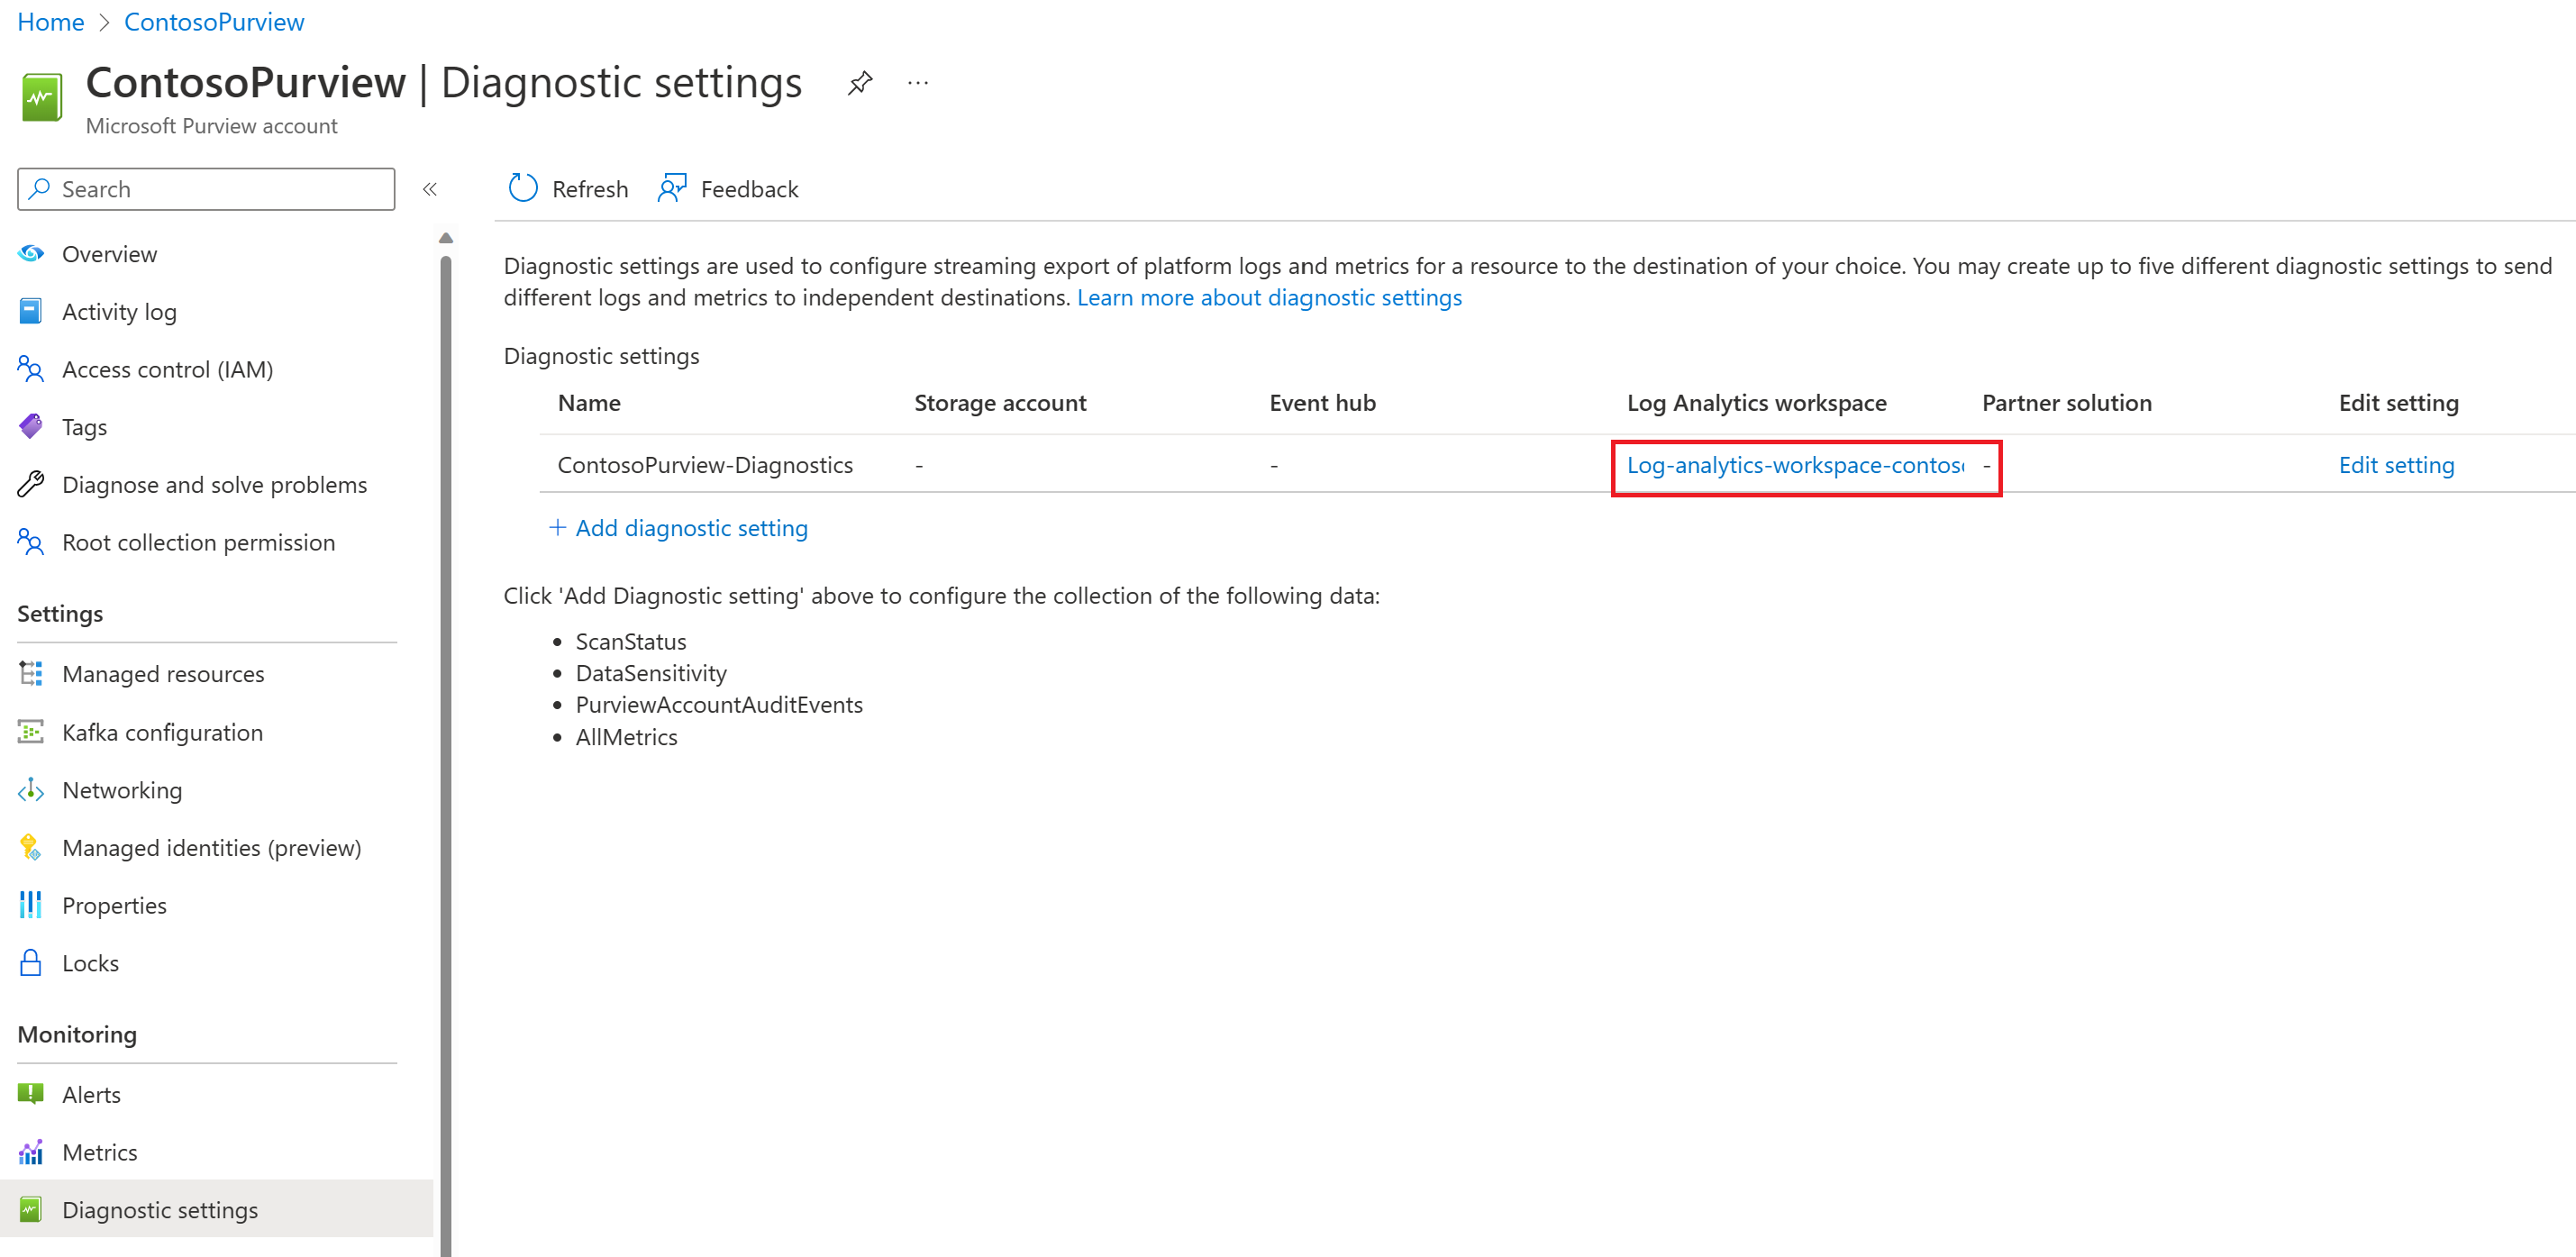 Home > ContosoPurview
ContosoPurview | Diagnostic settings ...
Microsoft Purview account
Search «
Overview
Activity log
Access control (IAM)
Tags
Diagnose and solve problems
Root collection permission
Settings
Managed resources
Kafka configuration
Networking
Managed identities (preview)
Properties
Locks
Monitoring
Alerts
Metrics
Diagnostic settings
Refresh Feedback
Diagnostic settings are used to configure streaming export of platform logs and metrics for a resource to the destination of your choice. You may create up to five different diagnostic settings to send
different logs and metrics to independent destinations. Learn more about diagnostic settings
Diagnostic settings
Name Storage account Event hub Log Analytics workspace Partner solution Edit setting
ContosoPurview-Diagnostics - - Log-analytics-workspace-contos - Edit setting
+ Add diagnostic setting
Click 'Add Diagnostic setting' above to configure the collection of the following data:
• ScanStatus
• DataSensitivity
• PurviewAccountAuditEvents
• AllMetrics